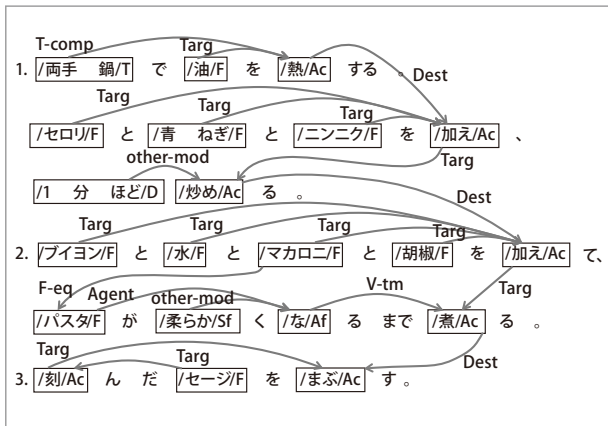 T-comp Targ
1. /両手 鍋/T で /油/F を /熱/Ac する 。 Dest
Targ Targ Targ
/セロリ/F と /青 ねぎ/F と /ニンニク/F を /加え/Ac 、
other-mod Targ
/1 分 ほど/D /炒め/Ac る 。
Targ Targ Targ Targ Dest
2. /ブイヨン/F と /水/F と /マカロニ/F と /胡椒/F を /加え/Ac て、
F-eq Agent other-mod V-tm Targ
/パスタ/F が /柔らか/Sf く /な/Af る まで /煮/Ac る 。
Targ Targ Dest
3. /刻/Ac ん だ /セージ/F を /まぶ/Ac す 。